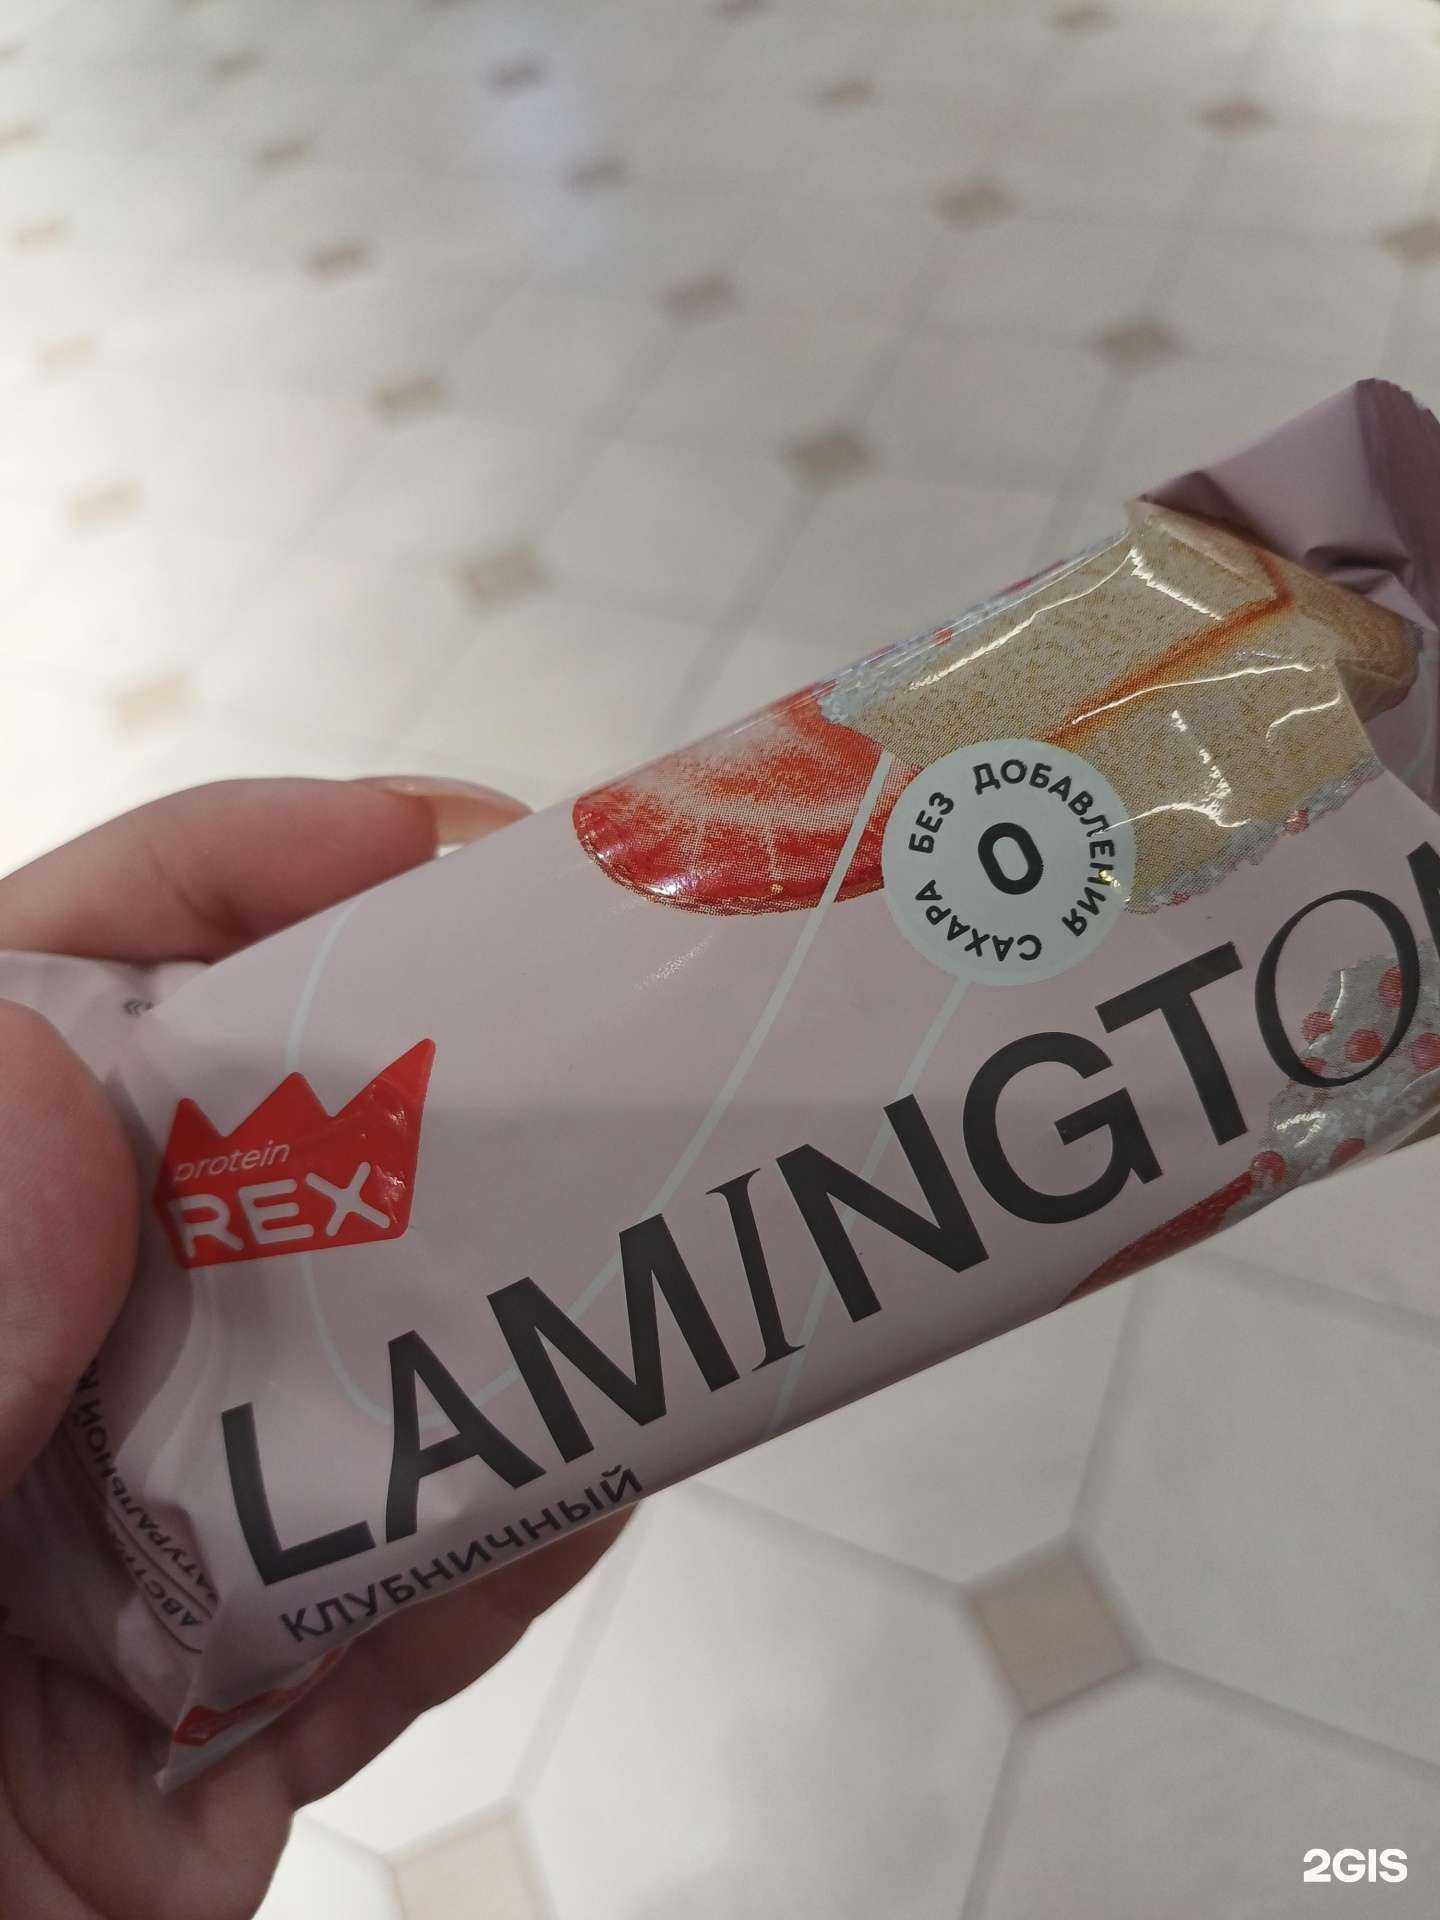 БЕЗ ДОБАВЛЕНИЯ САХАРА
0
protein
REX
LAMINGTO
КЛУБНИЧНЫЙ
2GIS